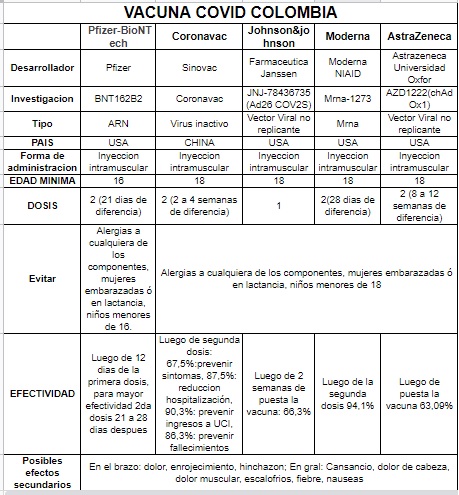 VACUNA COVID COLOMBIA
Pfizer-BioNT
ech
Coronavac
Johnson&jo
hnson
Moderna
AstraZeneca
Desarrollador
Pfizer
Sinovac
Farmaceutica
Janssen
Moderna
NIAID
Astrazeneca
Universidad
Oxfor
Investigacion
BNT162B2
Coronavac
JNJ-78436735
(Ad26 COV2S)
Mrna-1273
AZD1222(chAd
Ox1)
Tipo
ARN
Virus inactivo
Vector Viral no
replicante
Mrna
Vector Viral no
replicante
PAIS
USA
CHINA
USA
USA
USA
Forma de
administracion
Inyeccion
intramuscular
Inyeccion
intramuscular
Inyeccion
intramuscular
Inyeccion
intramuscular
Inyeccion
intramuscular
EDAD MINIMA
16
18
18
18
18
DOSIS
2 (21 dias de
diferencia)
2 (2 a 4 semanas
de diferencia)
1
2(28 dias de
diferencia)
2 (8 a 12
semanas de
diferencia)
Evitar
Alergias a
cualquiera de
los
componentes,
mujeres
embarazadas ó
en lactancia,
niños menores
de 16.
Alergias a cualquiera de los componentes, mujeres embarazadas ó
en lactancia, niños menores de 18
EFECTIVIDAD
Luego de 12
dias de la
primera dosis,
para mayor
efectividad 2da
dosis 21 a 28
dias despues
Luego de segunda
dosis:
67,5%:prevenir
sintomas, 87,5%:
reduccion
hospitalización,
90,3%: prevenir
ingresos a UCI,
86,3%: prevenir
fallecimientos
Luego de 2
semanas de
puesta la
vacuna: 66,3%
Luego de la
segunda
dosis 94,1%
Luego de
puesta la
vacuna 63,09%
Posibles
efectos
secundarios
En el brazo: dolor, enrojecimiento, hinchazon; En gral: Cansancio, dolor de cabeza,
dolor muscular, escalofrios, fiebre, nauseas